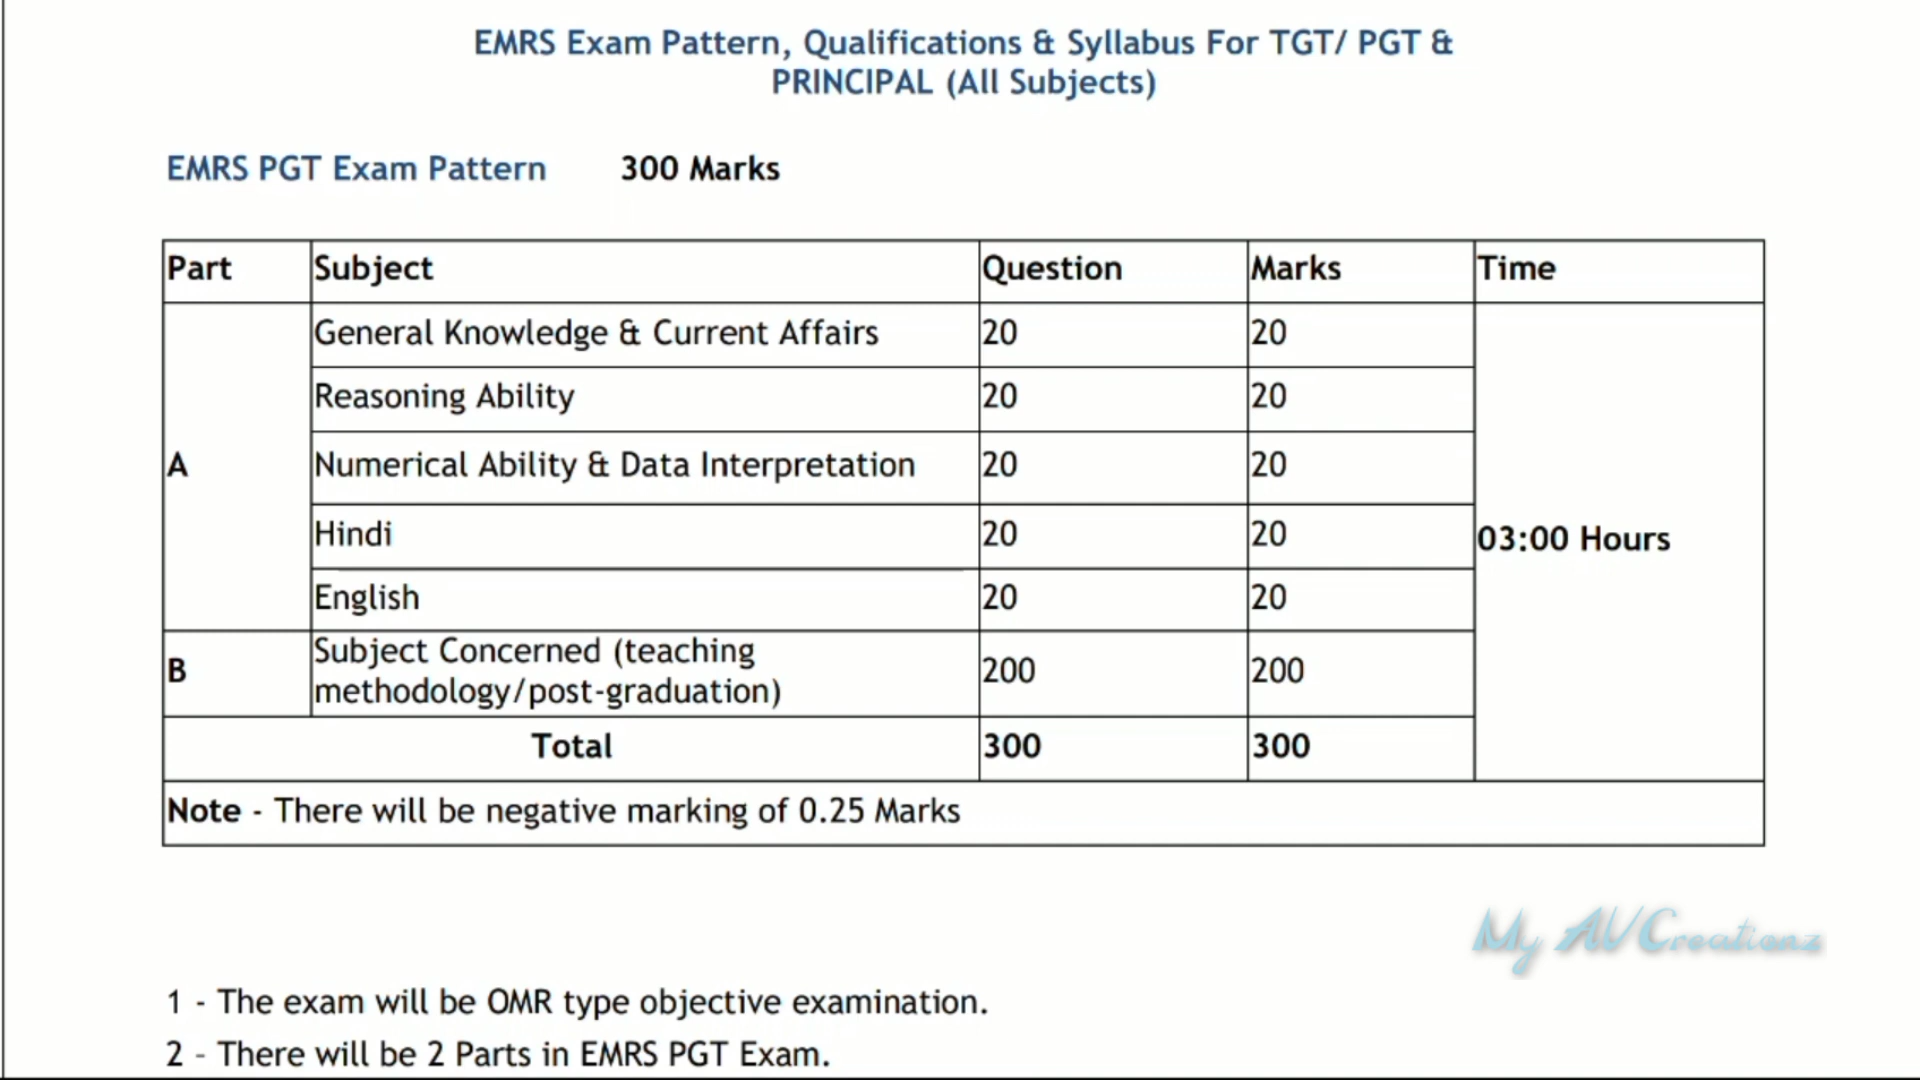 EMRS Exam Pattern, Qualifications & Syllabus For TGT/ PGT &
PRINCIPAL (All Subjects)
EMRS PGT Exam Pattern 300 Marks
Part Subject Question Marks Time
General Knowledge & Current Affairs 20 20
Reasoning Ability 20 20
A Numerical Ability & Data Interpretation 20 20
Hindi 20 20
03:00 Hours
English 20 20
B Subject Concerned (teaching
methodology/post-graduation) 200 200
Total 300 300
Note - There will be negative marking of 0.25 Marks
My AVCreationz
1 - The exam will be OMR type objective examination.
2 - There will be 2 Parts in EMRS PGT Exam.